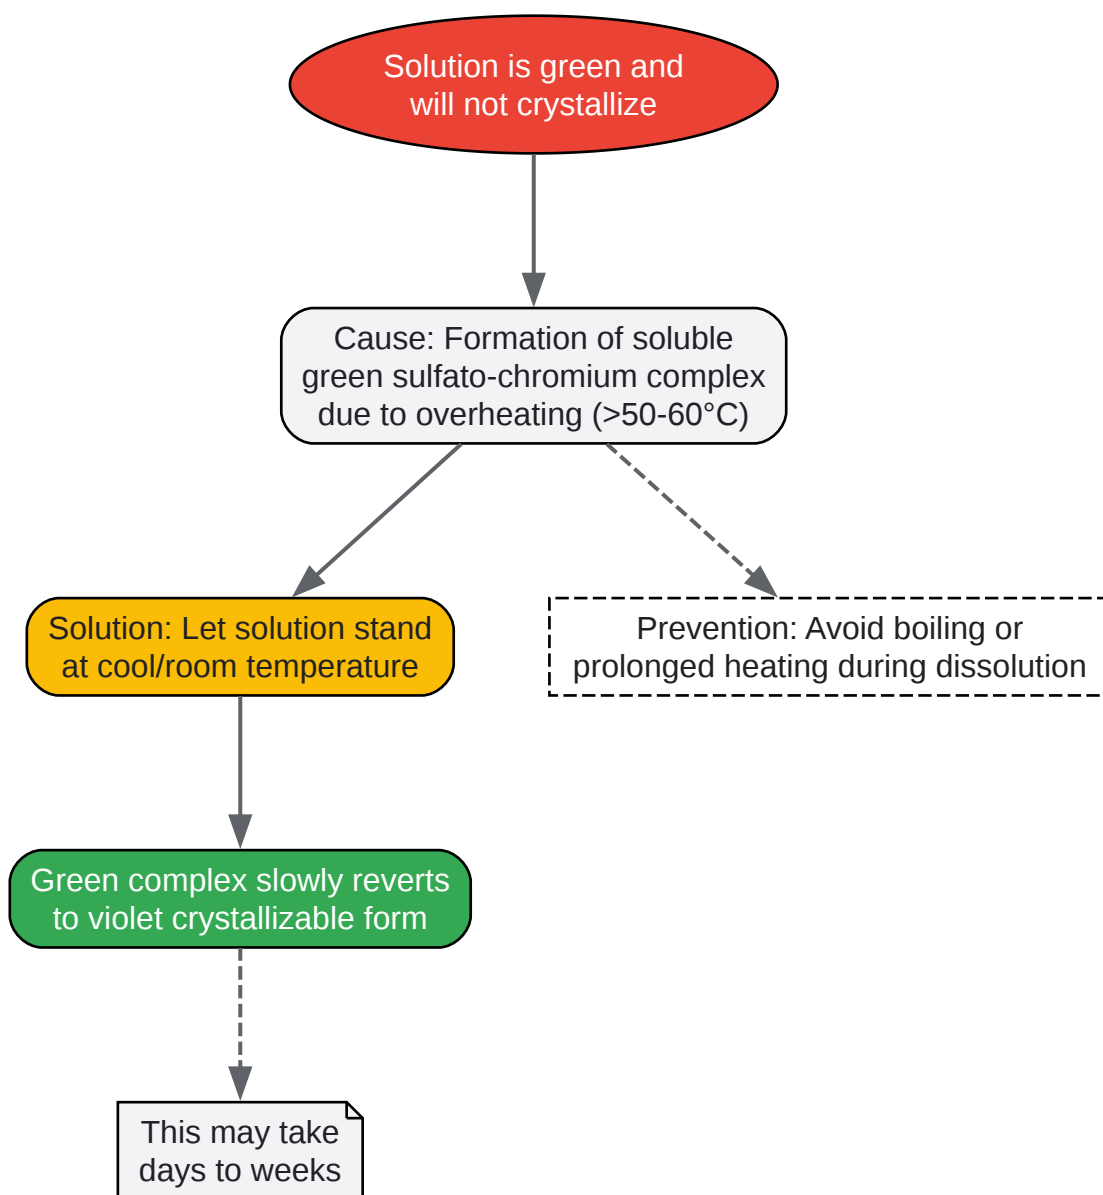 Solution is green and
will not crystallize
Cause: Formation of soluble
green sulfato-chromium complex
due to overheating (>50-60°C)
Solution: Let solution stand
at cool/room temperature
Prevention: Avoid boiling or
prolonged heating during dissolution
Green complex slowly reverts
to violet crystallizable form
This may take
days to weeks